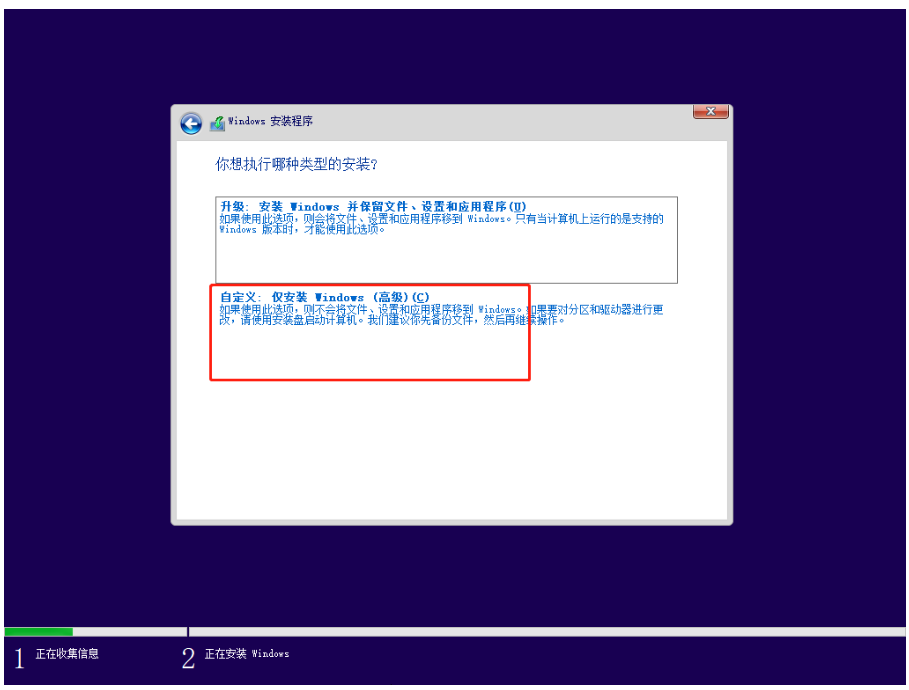 Windows 安装程序
你想执行哪种类型的安装?
升级: 安装 Windows 并保留文件、设置和应用程序(U)
如果使用此选项，则会将文件、设置和应用程序移到 Windows。只有当计算机上运行的是支持的
Windows 版本时，才能使用此选项。
自定义: 仅安装 Windows (高级)(C)
如果使用此选项，则不会将文件、设置和应用程序移到 Windows。如果要对分区和驱动器进行更
改，请使用安装盘启动计算机。我们建议你先备份文件，然后再继续操作。
1 正在收集信息
2 正在安装 Windows